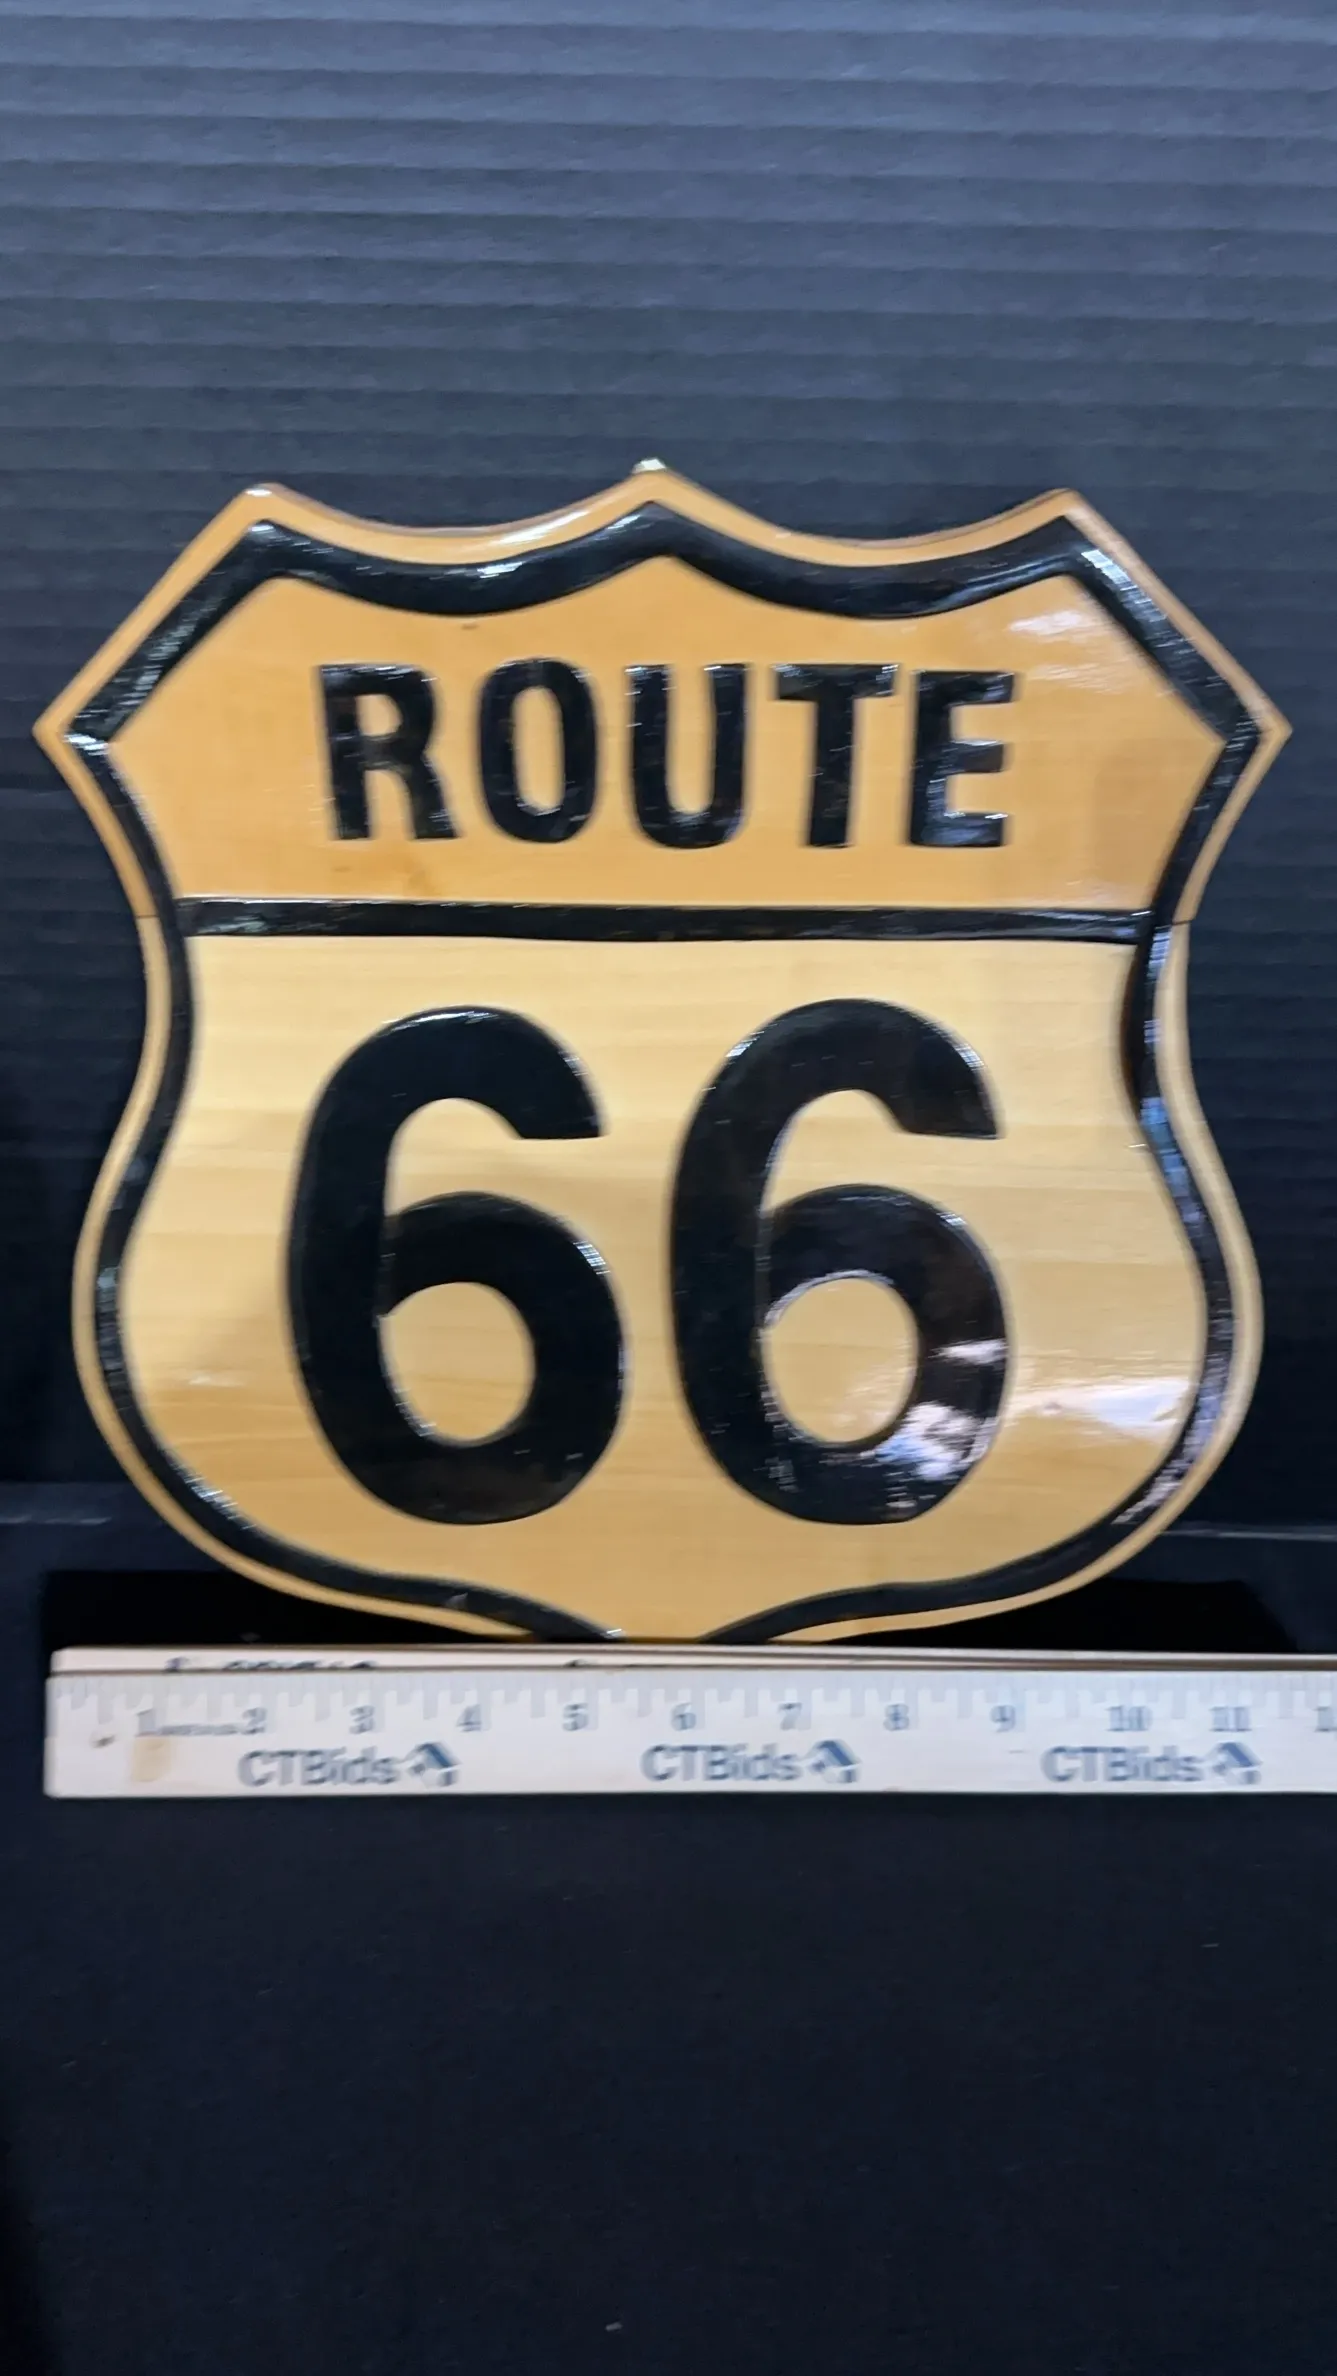 ROUTE
66
1 2 3 4 5 6 7 8 9 10 11
CTBids CTBids CTBids